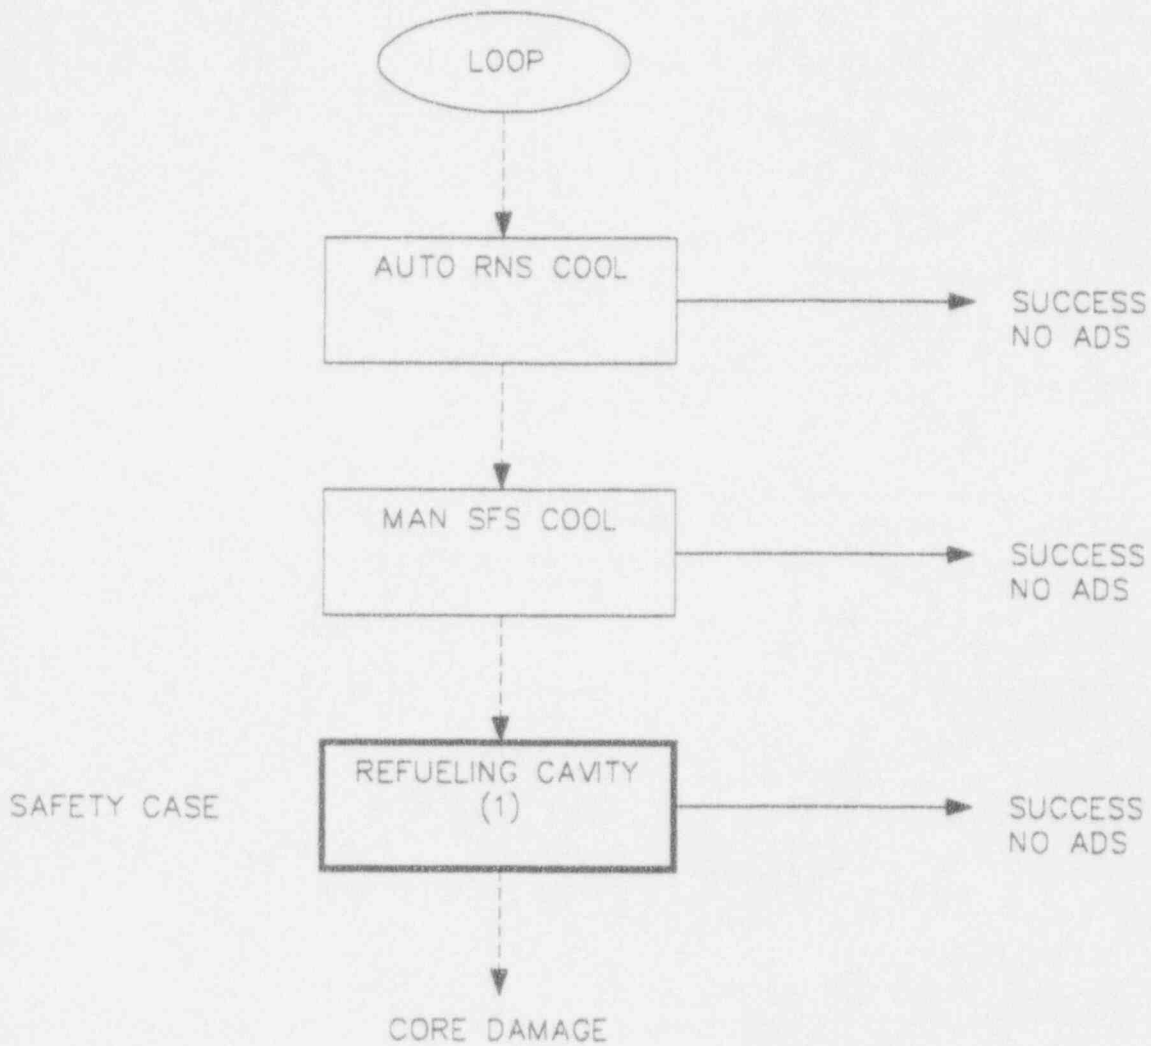 LOOP
AUTO RNS COOL
SUCCESS
NO ADS
MAN SFS COOL
SUCCESS
NO ADS
SAFETY CASE
REFUELING CAVITY
(1)
SUCCESS
NO ADS
CORE DAMAGE